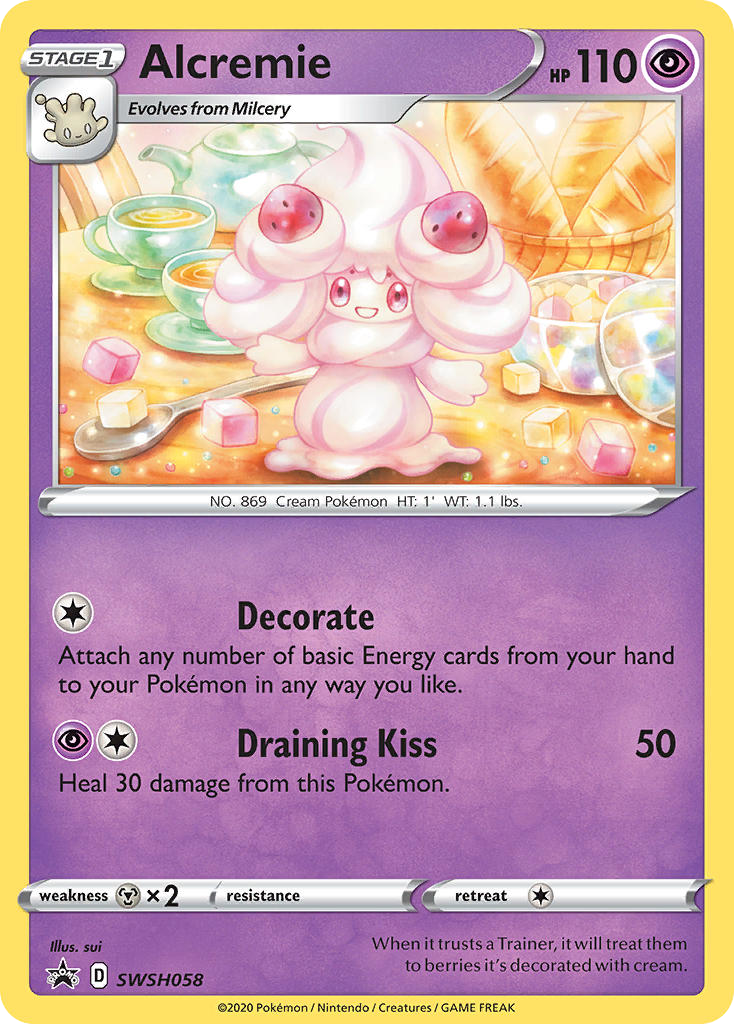 STAGE 1
Alcremie
HP 110
Evolves from Milcery
NO. 869 Cream Pokémon HT: 1' WT: 1.1 lbs.
Decorate
Attach any number of basic Energy cards from your hand
to your Pokémon in any way you like.
Draining Kiss 50
Heal 30 damage from this Pokémon.
weakness ×2 resistance retreat
Illus. sui
When it trusts a Trainer, it will treat them
to berries it's decorated with cream.
PROMO D SWSH058
©2020 Pokémon / Nintendo / Creatures / GAME FREAK